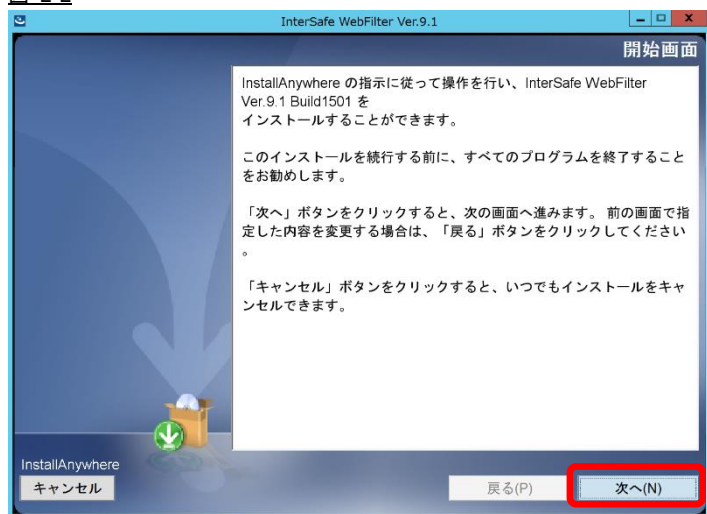 InterSafe WebFilter Ver.9.1
開始画面
InstallAnywhere の指示に従って操作を行い、InterSafe WebFilter
Ver.9.1 Build1501 を
インストールすることができます。
このインストールを続行する前に、すべてのプログラムを終了すること
をお勧めします。
「次へ」ボタンをクリックすると、次の画面へ進みます。 前の画面で指
定した内容を変更する場合は、「戻る」ボタンをクリックしてください
。
「キャンセル」ボタンをクリックすると、いつでもインストールをキャ
ンセルできます。
InstallAnywhere
キャンセル
戻る(P)
次へ(N)